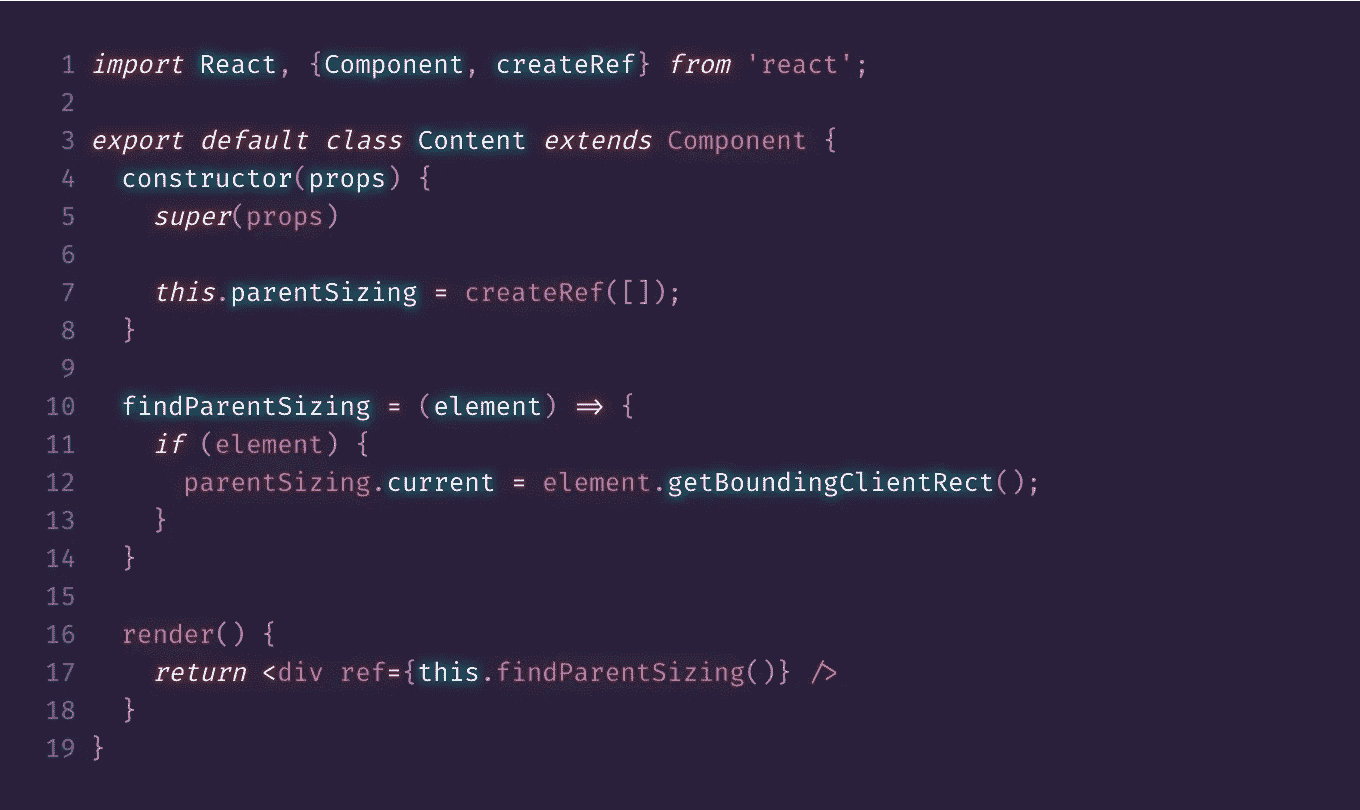 1 import React, {Component, createRef} from 'react';
2
3 export default class Content extends Component {
4   constructor(props) {
5     super(props)
6
7     this.parentSizing = createRef([]);
8   }
9
10   findParentSizing = (element) => {
11     if (element) {
12       parentSizing.current = element.getBoundingClientRect();
13     }
14   }
15
16   render() {
17     return <div ref={this.findParentSizing()} />
18   }
19 }